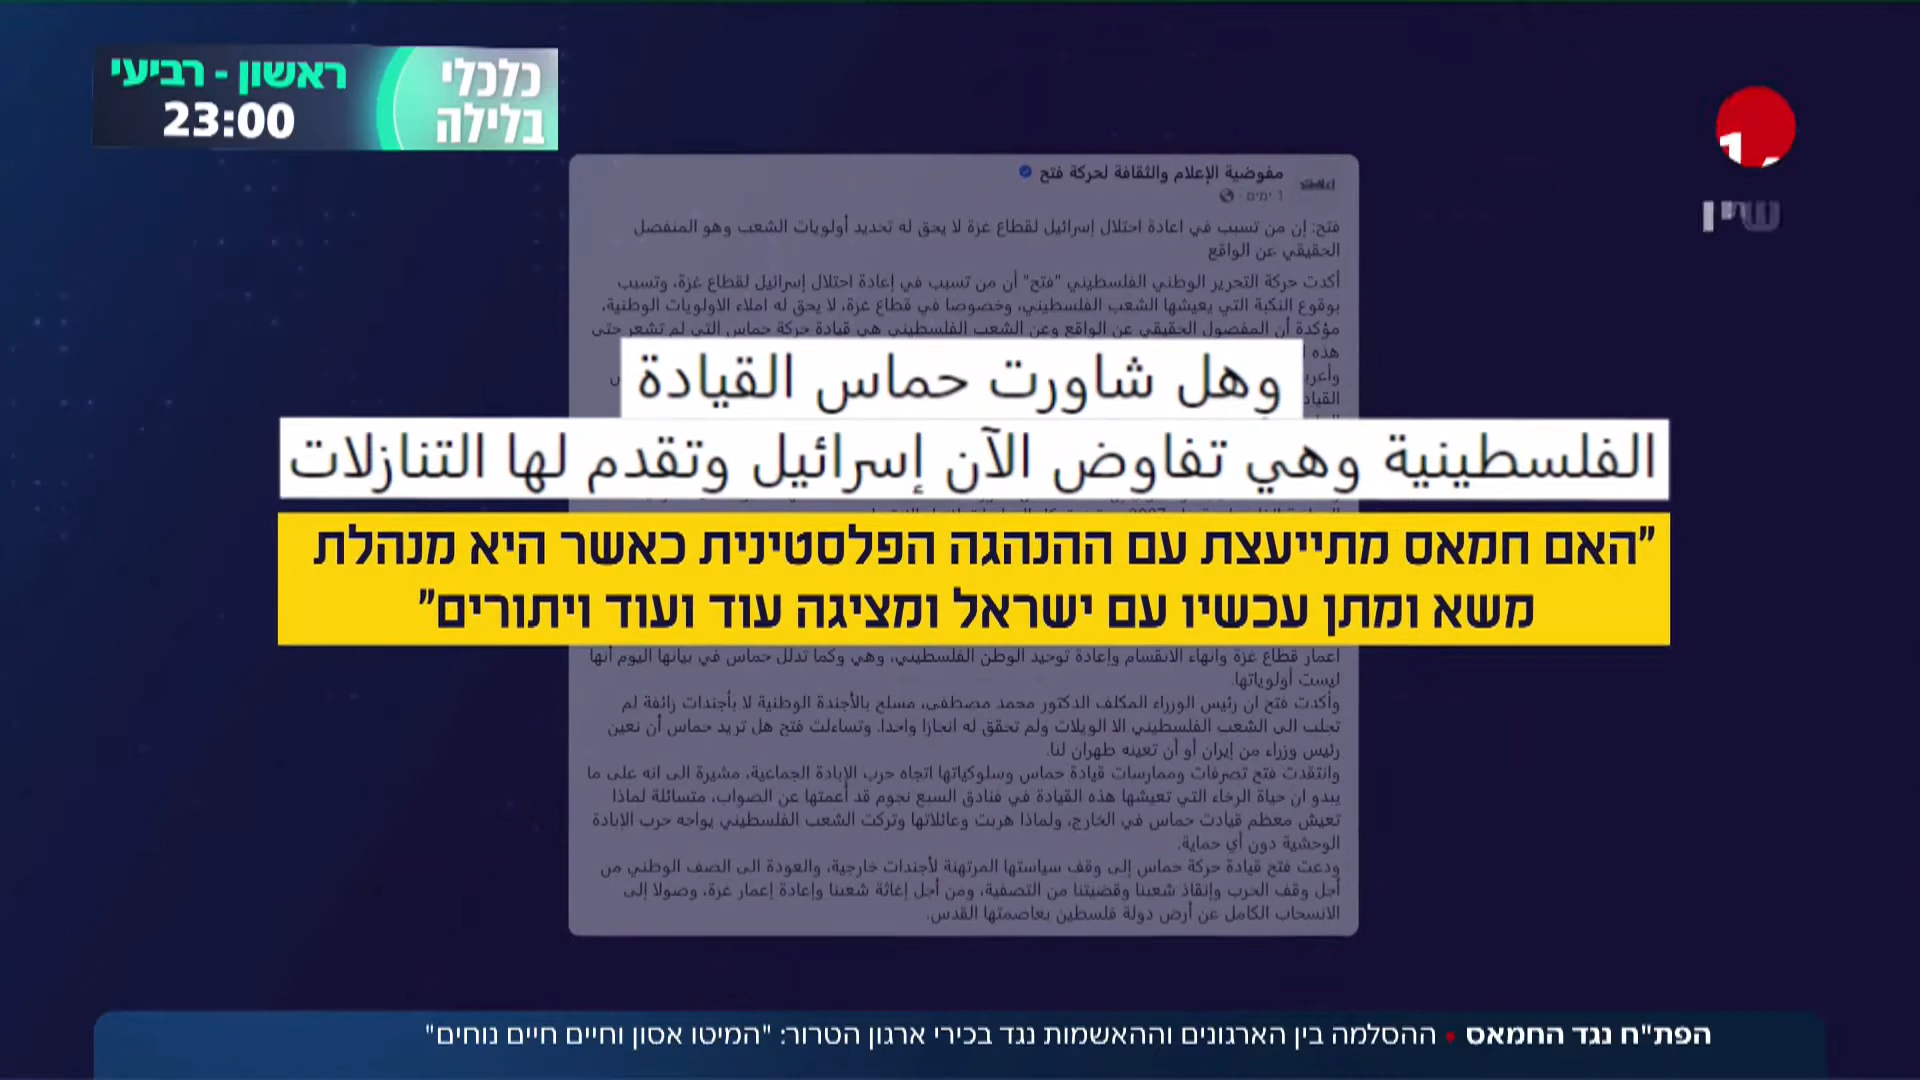 ראשון - רביעי
23:00
כלכלי
בלילה
مفوضية الإعلام والثقافة لحركة فتح
1 ימים
فتح: إن من تسبب في اعادة احتلال إسرائيل لقطاع غزة لا يحق له تحديد أولويات الشعب وهو المنفصل
الحقيقي عن الواقع
أكدت حركة التحرير الوطني الفلسطيني "فتح" أن من تسبب في إعادة احتلال إسرائيل لقطاع غزة، وتسبب
بوقوع النكبة التي يعيشها الشعب الفلسطيني، وخصوصا في قطاع غزة، لا يحق له املاء الاولويات الوطنية،
مؤكدة أن المفصول الحقيقي عن الواقع وعن الشعب الفلسطيني هي قيادة حركة حماس التي لم تشعر حتى
هذه
وهل شاورت حماس القيادة
الفلسطينية وهي تفاوض الآن إسرائيل وتقدم لها التنازلات
"האם חמאס מתייעצת עם ההנהגה הפלסטינית כאשר היא מנהלת
משא ומתן עכשיו עם ישראל ומציגה עוד ועוד ויתורים"
اعمار قطاع غزة وانهاء الانقسام وإعادة توحيد الوطن الفلسطيني، وهي وكما تدلل حماس في بيانها اليوم أنها
ليست أولوياتها.
وأكدت فتح ان رئيس الوزراء المكلف الدكتور محمد مصطفى، مسلح بالأجندة الوطنية لا بأجندات زائفة لم
تجلب الى الشعب الفلسطيني الا الويلات ولم تحقق له انجازا واحدا. وتساءلت فتح هل تريد حماس أن نعين
رئيس وزراء من إيران أو أن تعينه طهران لنا.
وانتقدت فتح تصرفات وممارسات قيادة حماس وسلوكياتها اتجاه حرب الإبادة الجماعية، مشيرة الى انه على ما
يبدو ان حياة الرخاء التي تعيشها هذه القيادة في فنادق السبع نجوم قد أعمتها عن الصواب، متسائلة لماذا
تعيش معظم قيادت حماس في الخارج، ولماذا هربت وعائلاتها وتركت الشعب الفلسطيني يواجه حرب الإبادة
الوحشية دون أي حماية.
ودعت فتح قيادة حركة حماس إلى وقف سياستها المرتهنة لأجندات خارجية، والعودة الى الصف الوطني من
أجل وقف الحرب وإنقاذ شعبنا وقضيتنا من التصفية، ومن أجل إغاثة شعبنا وإعادة إعمار غزة، وصولا إلى
الانسحاب الكامل عن أرض دولة فلسطين بعاصمتها القدس.
הפת"ח נגד החמאס • ההסלמה בין הארגונים וההאשמות נגד בכירי ארגון הטרור: "המיטו אסון וחיים חיים נוחים"